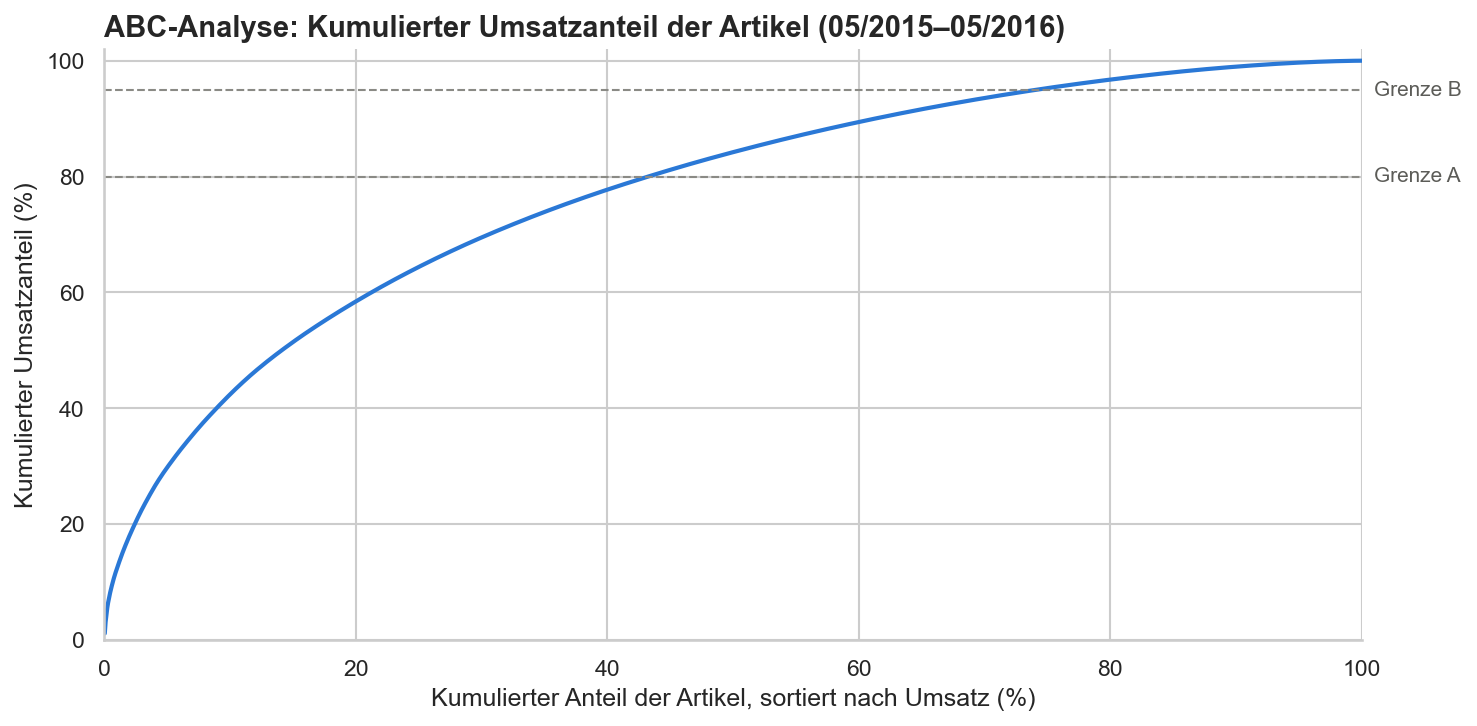 ABC-Analyse: Kumulierter Umsatzanteil der Artikel (05/2015–05/2016)
Kumulierter Umsatzanteil (%)
100
80
60
40
20
0
Grenze B
Grenze A
0 20 40 60 80 100
Kumulierter Anteil der Artikel, sortiert nach Umsatz (%)